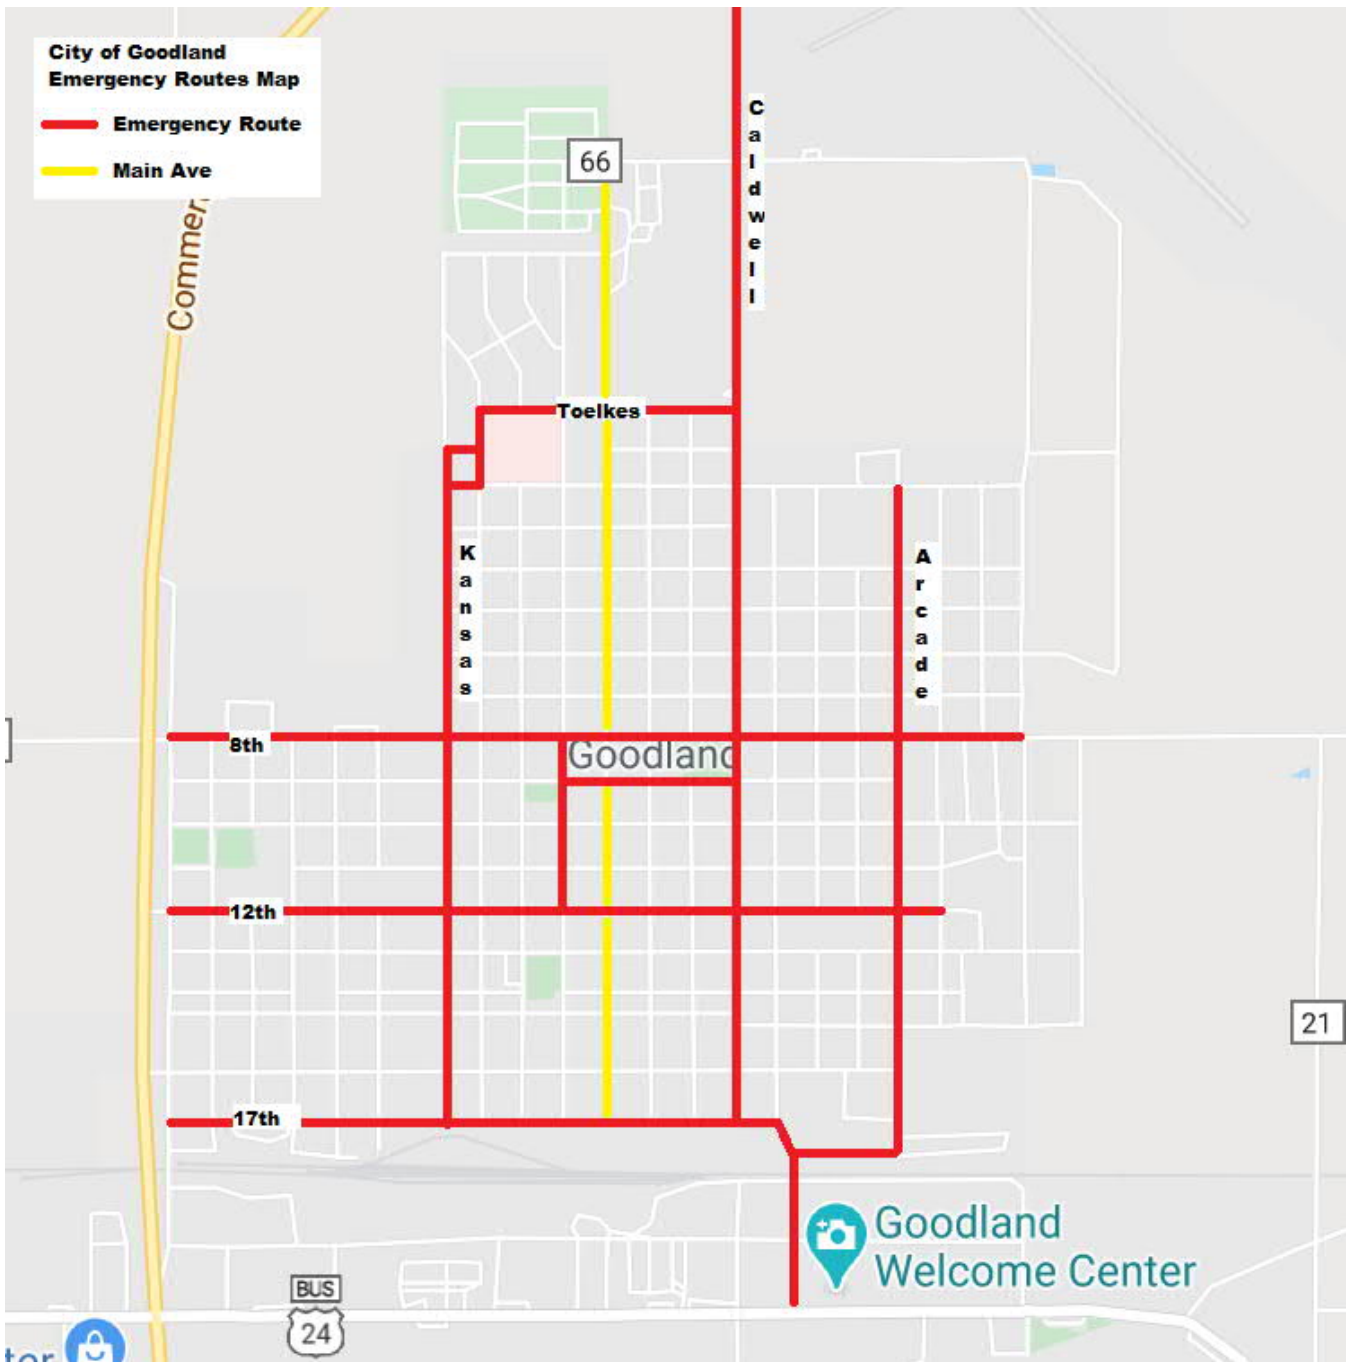 City of Goodland
Emergency Routes Map
Emergency Route
Main Ave
Commer
66
Caldwell
Toelkes
Kansas
Arcade
8th
Goodland
12th
21
17th
Goodland
Welcome Center
BUS
24